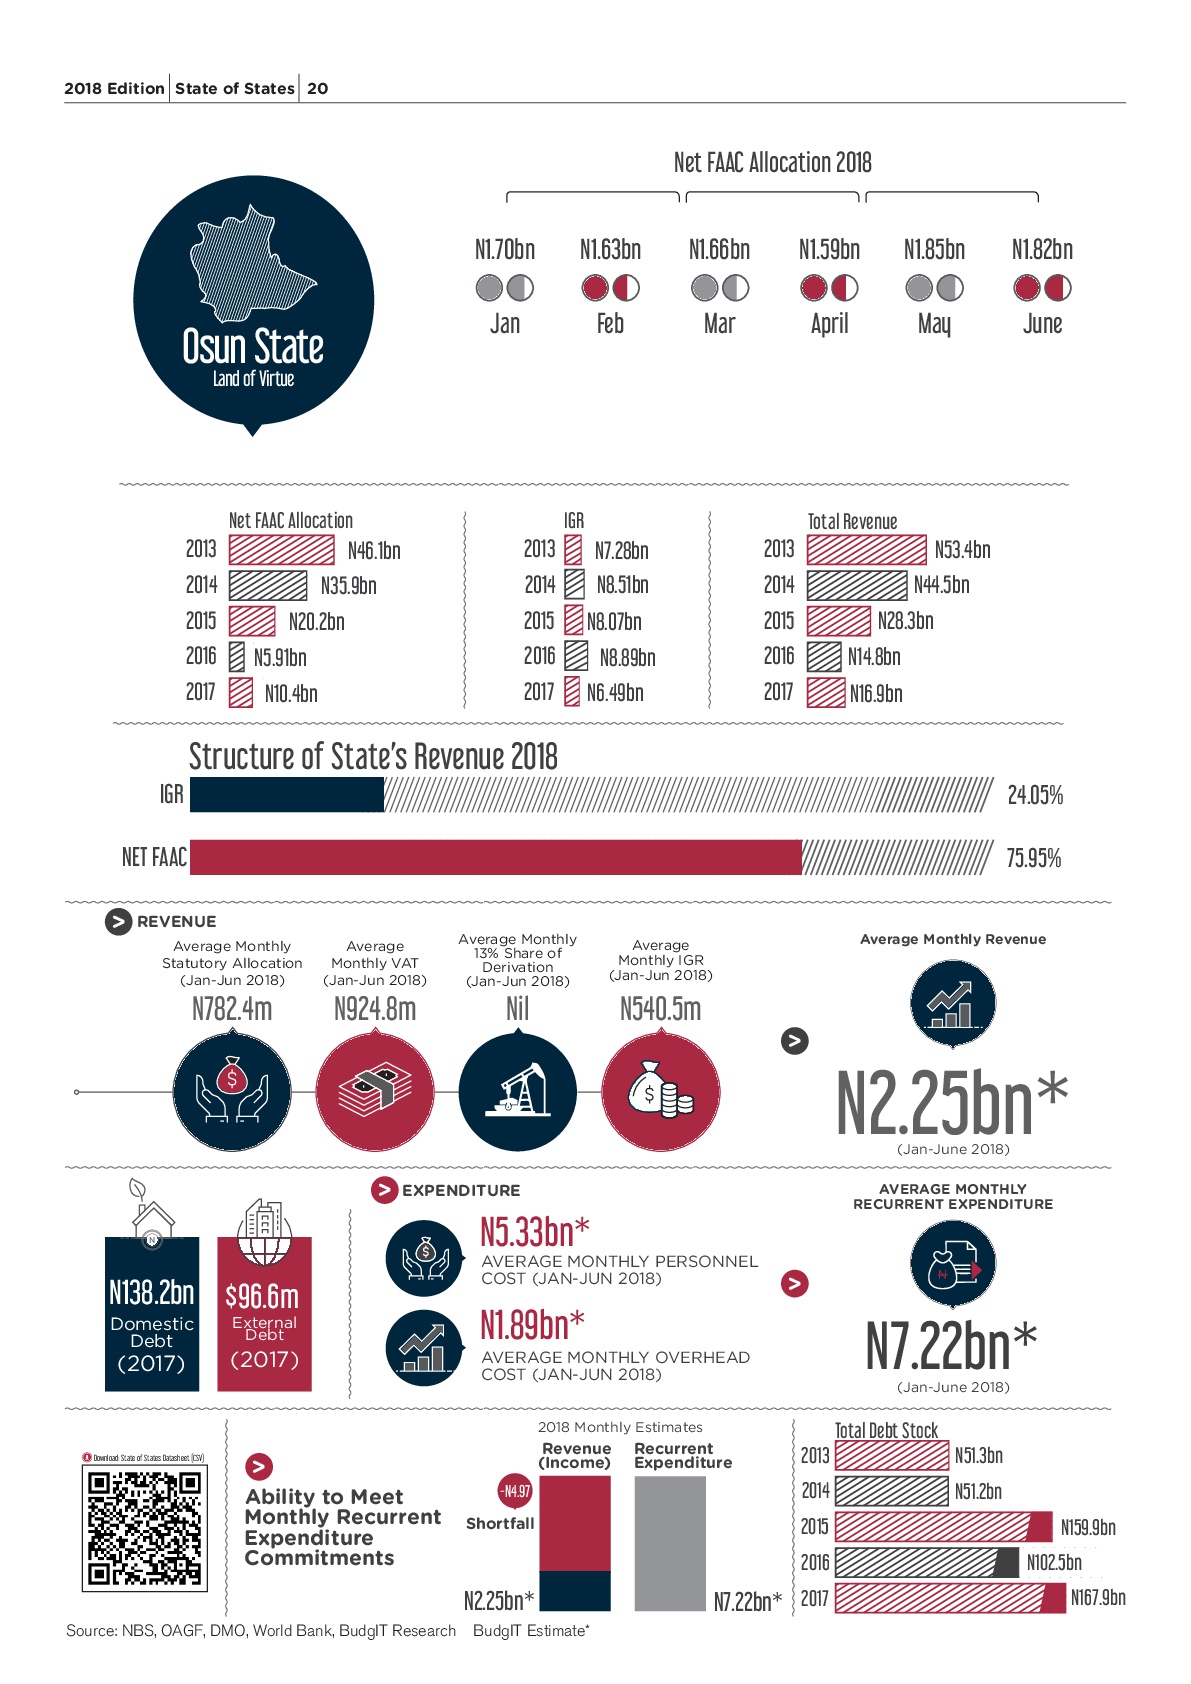 2018 Edition State of States 20
Net FAAC Allocation 2018
N1.70bn N1.63bn N1.66bn N1.59bn N1.85bn N1.82bn
Jan Feb Mar April May June
Osun State
Land of Virtue
Net FAAC Allocation
2013 N46.1bn
2014 N35.9bn
2015 N20.2bn
2016 N5.91bn
2017 N10.4bn
IGR
2013 N7.28bn
2014 N8.51bn
2015 N8.07bn
2016 N8.89bn
2017 N6.49bn
Total Revenue
2013 N53.4bn
2014 N44.5bn
2015 N28.3bn
2016 N14.8bn
2017 N16.9bn
Structure of State's Revenue 2018
IGR 24.05%
NET FAAC 75.95%
> REVENUE
Average Monthly
Statutory Allocation
(Jan-Jun 2018)
N782.4m
Average
Monthly VAT
(Jan-Jun 2018)
N924.8m
Average Monthly
13% Share of
Derivation
(Jan-Jun 2018)
Nil
Average
Monthly IGR
(Jan-Jun 2018)
N540.5m
>
Average Monthly Revenue
N2.25bn*
(Jan-June 2018)
N138.2bn
Domestic
Debt
(2017)
$96.6m
External
Debt
(2017)
> EXPENDITURE
N5.33bn*
AVERAGE MONTHLY PERSONNEL
COST (JAN-JUN 2018)
N1.89bn*
AVERAGE MONTHLY OVERHEAD
COST (JAN-JUN 2018)
>
AVERAGE MONTHLY
RECURRENT EXPENDITURE
N7.22bn*
(Jan-June 2018)
Download: State of States Datasheet (CSV)
>
Ability to Meet
Monthly Recurrent
Expenditure
Commitments
2018 Monthly Estimates
Revenue
(Income)
Recurrent
Expenditure
-N4.97
Shortfall
N2.25bn*
N7.22bn*
Total Debt Stock
2013 N51.3bn
2014 N51.2bn
2015 N159.9bn
2016 N102.5bn
2017 N167.9bn
Source: NBS, OAGF, DMO, World Bank, BudgIT Research BudgIT Estimate*